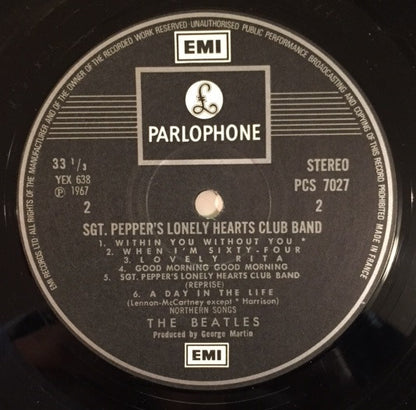 ALL RIGHTS OF THE MANUFACTURER AND OF THE OWNER OF THE RECORDED WORK RESERVED·UNAUTHORISED PUBLIC PERFORMANCE BROADCASTING AND COPYING OF THIS RECORD PROHIBITED MADE IN FRANCE
EMI RECORDS LTD
EMI
£
PARLOPHONE
33 1/3
YEX 638
Ⓟ 1967
2
STEREO
PCS 7027
2
SGT. PEPPER'S LONELY HEARTS CLUB BAND
1. WITHIN YOU WITHOUT YOU *
2. WHEN I'M SIXTY-FOUR
3. LOVELY RITA
4. GOOD MORNING GOOD MORNING
5. SGT. PEPPER'S LONELY HEARTS CLUB BAND
(REPRISE)
6. A DAY IN THE LIFE
(Lennon-McCartney except * Harrison)
NORTHERN SONGS
THE BEATLES
Produced by George Martin
EMI